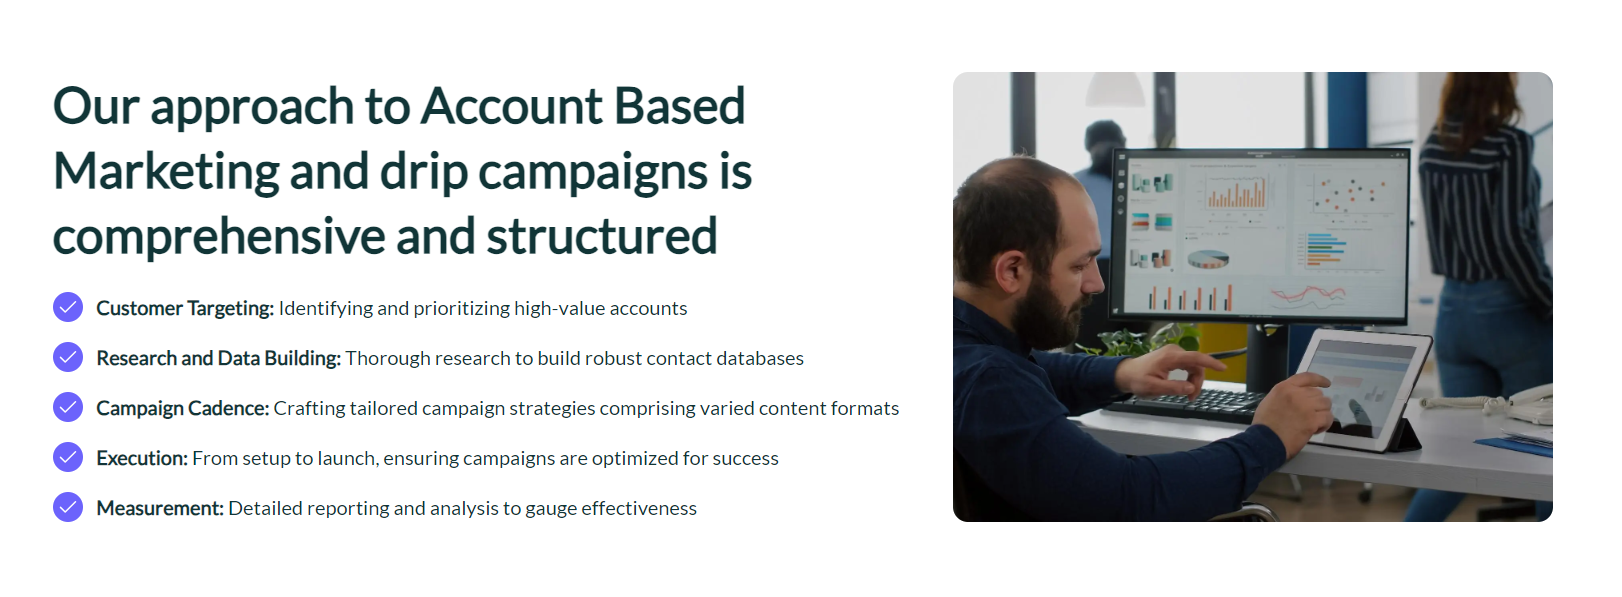 Our approach to Account Based
Marketing and drip campaigns is
comprehensive and structured
Customer Targeting: Identifying and prioritizing high-value accounts
Research and Data Building: Thorough research to build robust contact databases
Campaign Cadence: Crafting tailored campaign strategies comprising varied content formats
Execution: From setup to launch, ensuring campaigns are optimized for success
Measurement: Detailed reporting and analysis to gauge effectiveness